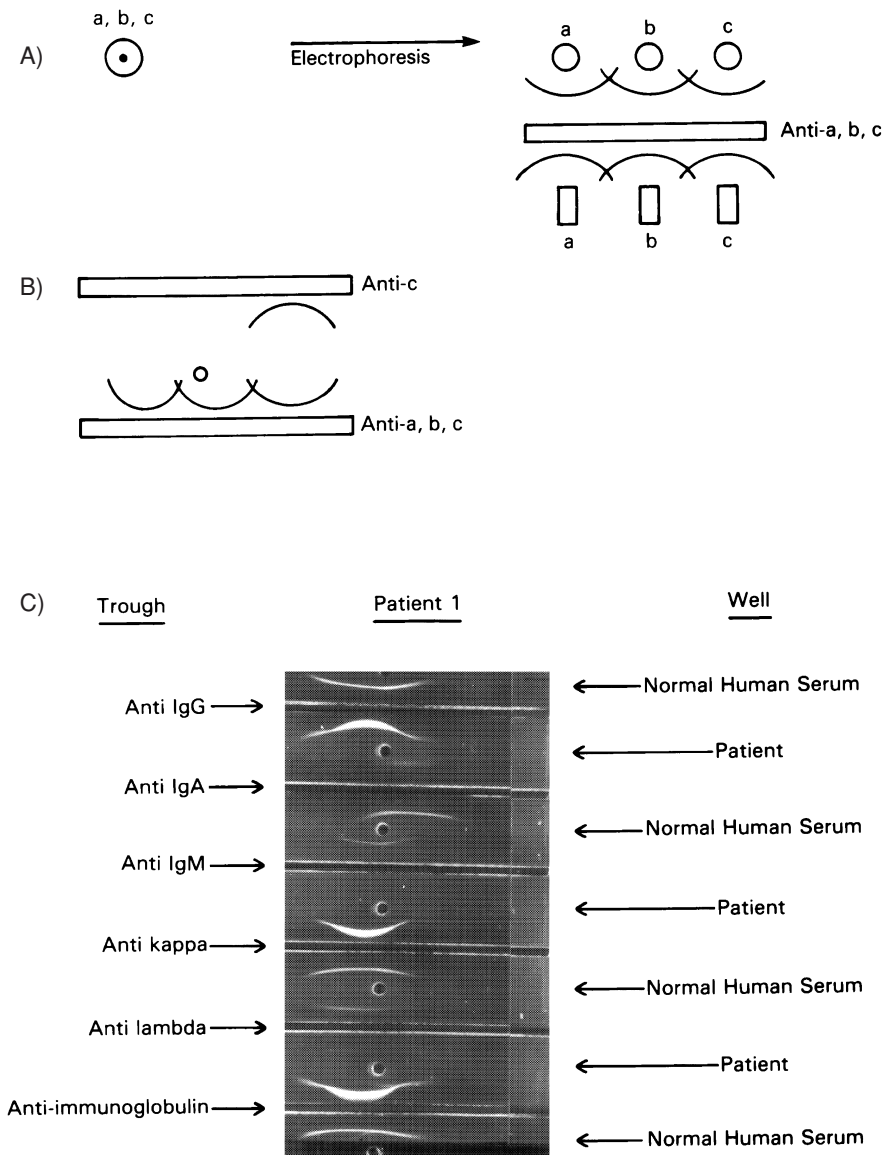 a, b, c
A)
Electrophoresis
a b c
Anti-a, b, c
a b c
B)
Anti-c
Anti-a, b, c
C)
Trough Patient 1 Well
Normal Human Serum
Anti IgG
Patient
Anti IgA
Normal Human Serum
Anti IgM
Patient
Anti kappa
Normal Human Serum
Anti lambda
Patient
Anti-immunoglobulin
Normal Human Serum